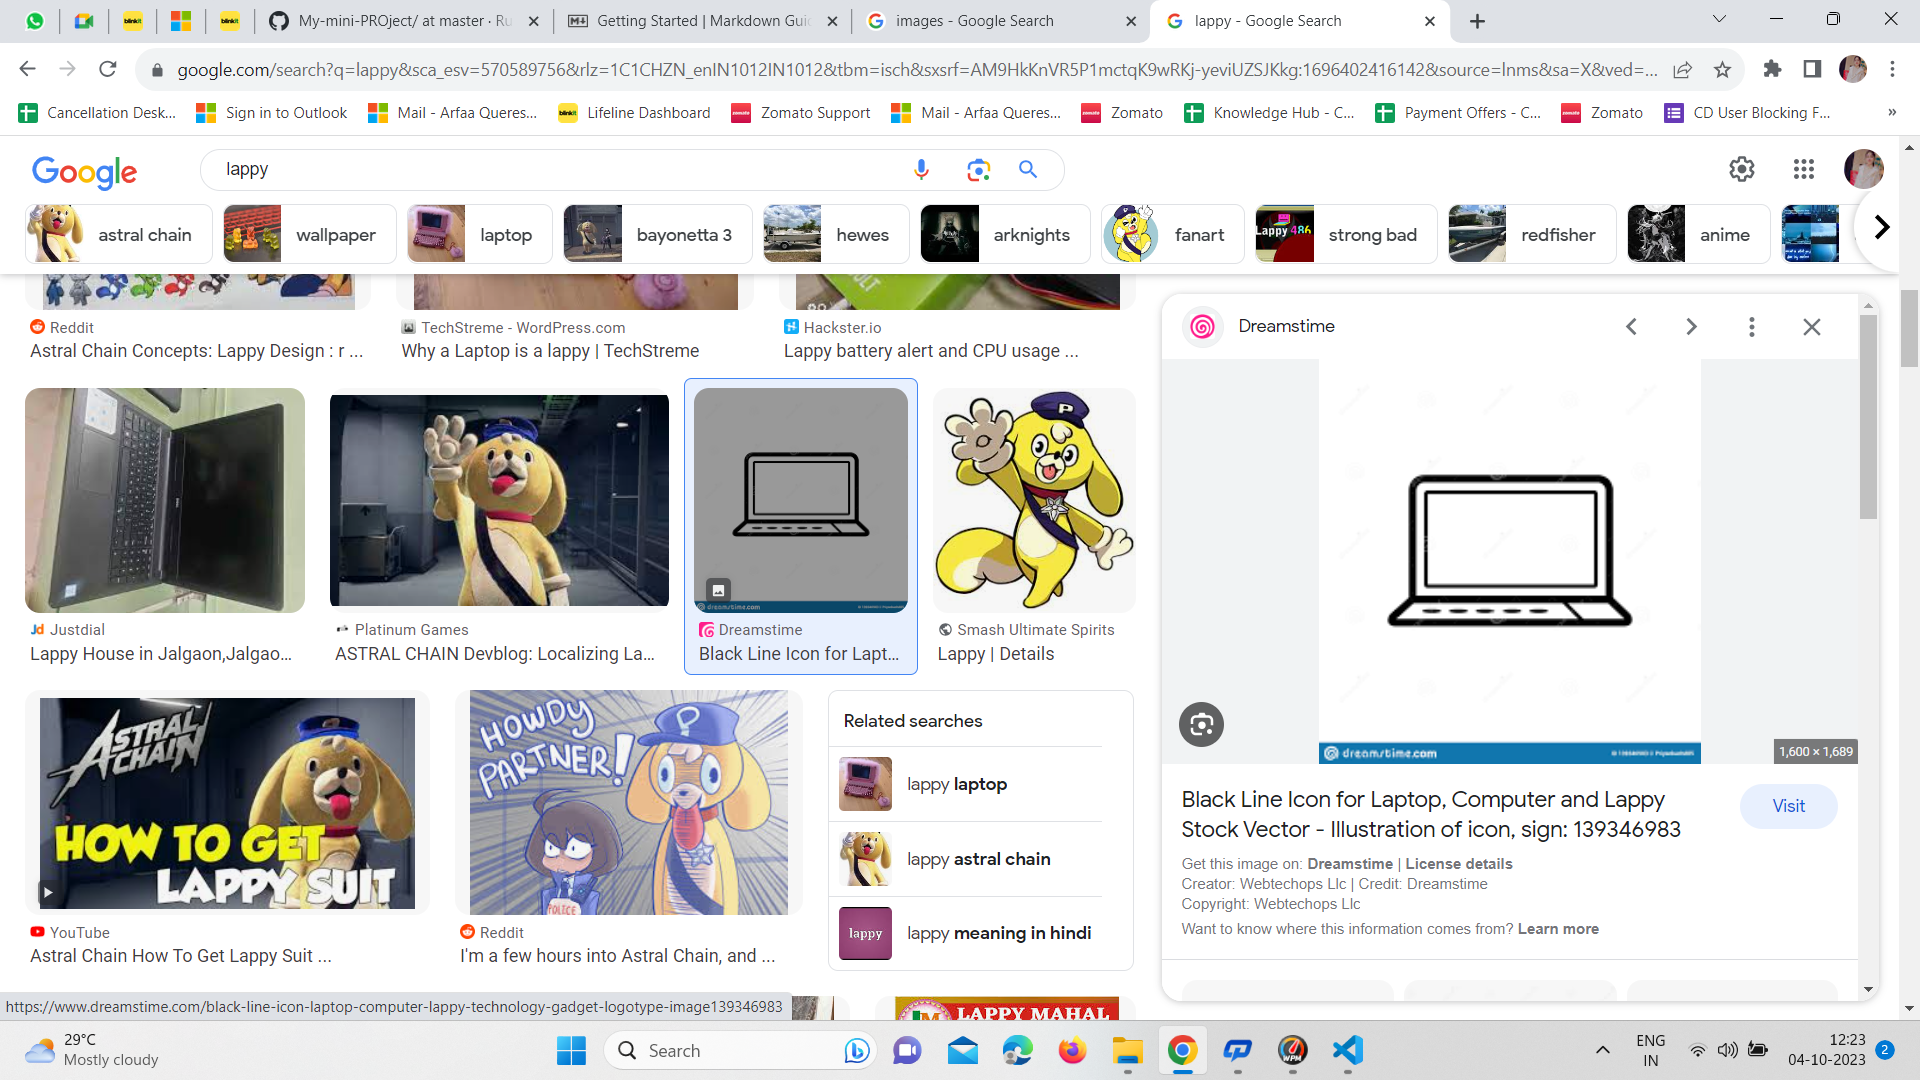 My-mini-PROject/ at master · Ru
Getting Started | Markdown Guid
images - Google Search
lappy - Google Search
google.com/search?q=lappy&sca_esv=570589756&rlz=1C1CHZN_enIN1012IN1012&tbm=isch&sxsrf=AM9HkKnVR5P1mctqK9wRKj-yeviUZSJKkg:1696402416142&source=lnms&sa=X&ved=...
Cancellation Desk...
Sign in to Outlook
Mail - Arfaa Queres...
Lifeline Dashboard
Zomato Support
Mail - Arfaa Queres...
Zomato
Knowledge Hub - C...
Payment Offers - C...
Zomato
CD User Blocking F...
»
Google
lappy
astral chain
wallpaper
laptop
bayonetta 3
hewes
arknights
fanart
Lappy 486
strong bad
redfisher
anime
Reddit
Astral Chain Concepts: Lappy Design : r ...
TechStreme - WordPress.com
Why a Laptop is a lappy | TechStreme
Hackster.io
Lappy battery alert and CPU usage ...
Justdial
Lappy House in Jalgaon,Jalgao...
Platinum Games
ASTRAL CHAIN Devblog: Localizing La...
dreamstime.com
Dreamstime
Black Line Icon for Lapt...
P
Smash Ultimate Spirits
Lappy | Details
ASTRAL CHAIN
HOW TO GET
LAPPY SUIT
YouTube
Astral Chain How To Get Lappy Suit ...
HOWDY
PARTNER!
P
POLICE
Reddit
I'm a few hours into Astral Chain, and ...
Related searches
lappy laptop
lappy astral chain
lappy
lappy meaning in hindi
LAPPY MAHAL
Dreamstime
dreamstime.com
1,600 × 1,689
Black Line Icon for Laptop, Computer and Lappy
Stock Vector - Illustration of icon, sign: 139346983
Visit
Get this image on: Dreamstime | License details
Creator: Webtechops Llc | Credit: Dreamstime
Copyright: Webtechops Llc
Want to know where this information comes from? Learn more
https://www.dreamstime.com/black-line-icon-laptop-computer-lappy-technology-gadget-logotype-image139346983
29°C
Mostly cloudy
Search
WPM
ENG
IN
12:23
04-10-2023
2